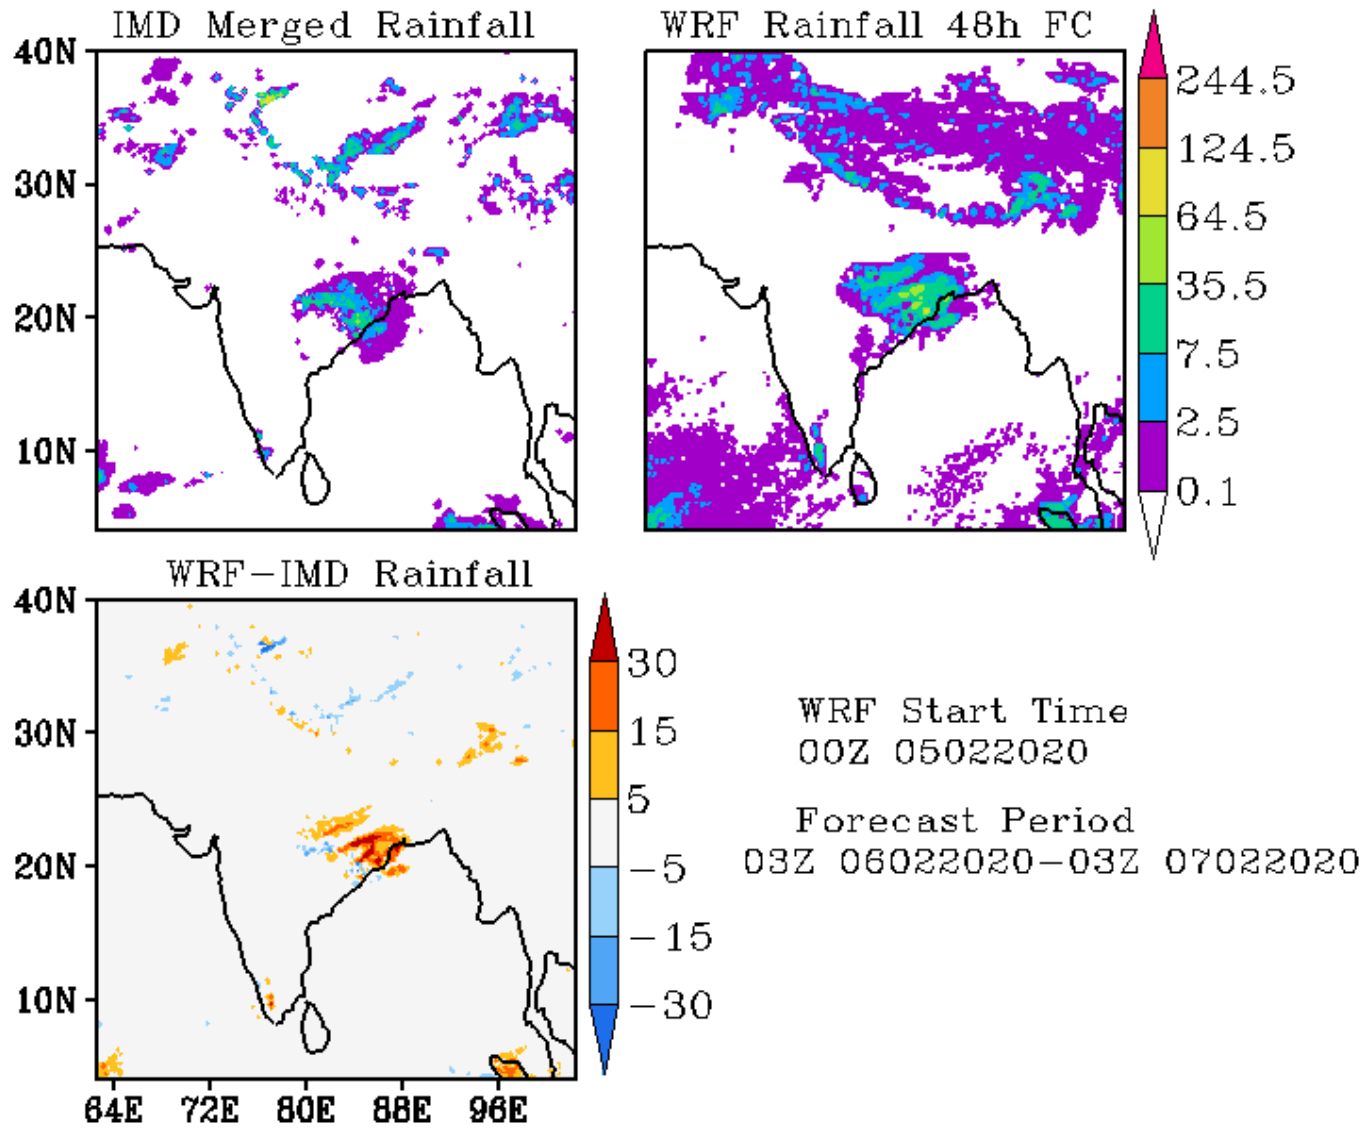 IMD Merged Rainfall
WRF Rainfall 48h FC
40N
30N
20N
10N
244.5
124.5
64.5
35.5
7.5
2.5
0.1
WRF-IMD Rainfall
40N
30N
20N
10N
64E 72E 80E 88E 96E
30
15
5
-5
-15
-30
WRF Start Time
00Z 05022020
Forecast Period
03Z 06022020-03Z 07022020